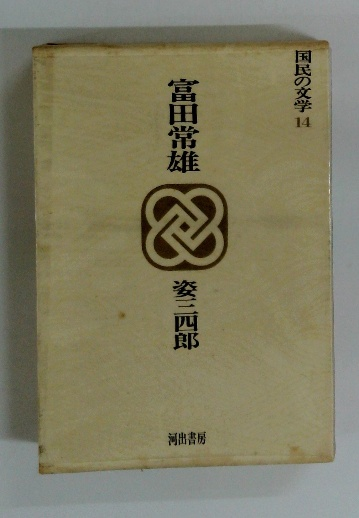 国民の文学 14
富田常雄
姿三四郎
河出書房